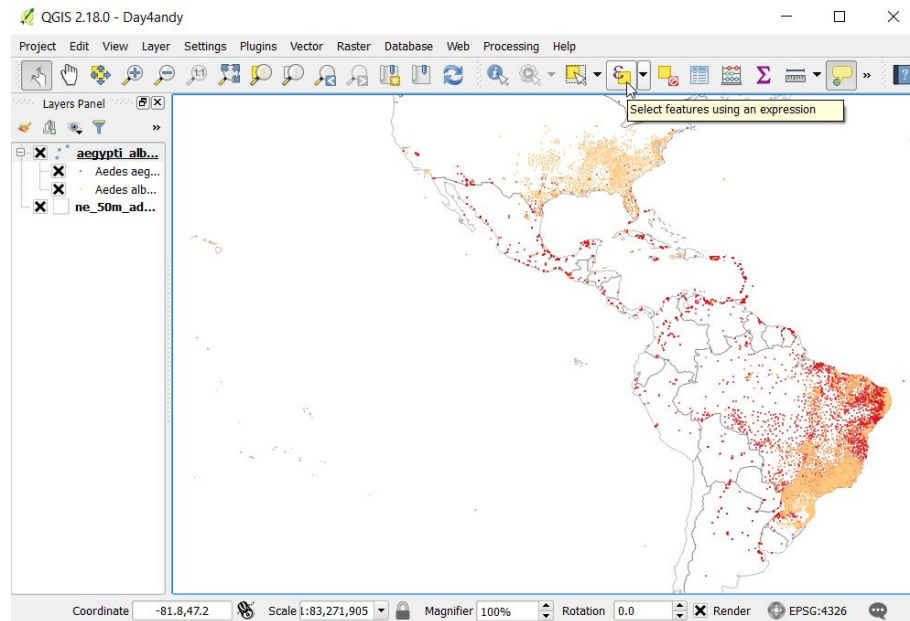 QGIS 2.18.0 - Day4andy
Project Edit View Layer Settings Plugins Vector Raster Database Web Processing Help
Layers Panel
Select features using an expression
aegypti_alb...
Aedes aeg...
Aedes alb...
ne_50m_ad...
Coordinate -81.8,47.2 Scale 1:83,271,905 Magnifier 100% Rotation 0.0 Render EPSG:4326